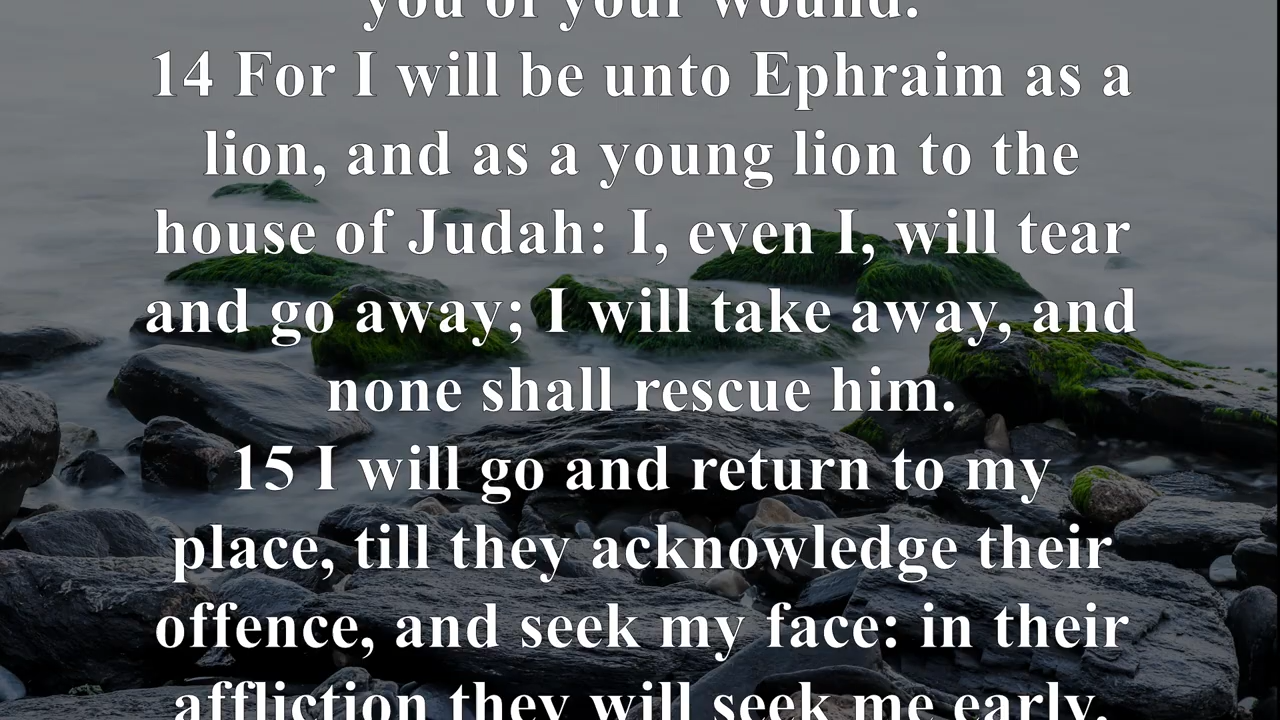 you of your wound.
14 For I will be unto Ephraim as a
lion, and as a young lion to the
house of Judah: I, even I, will tear
and go away; I will take away, and
none shall rescue him.
15 I will go and return to my
place, till they acknowledge their
offence, and seek my face: in their
affliction they will seek me early.